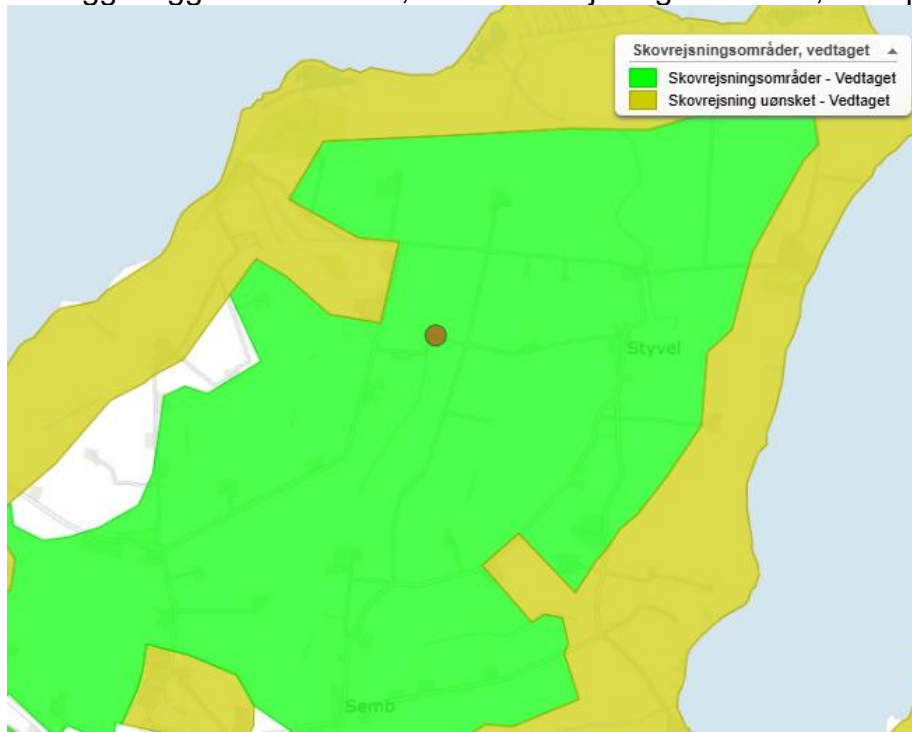 Skovrejsningsområder, vedtaget
Skovrejsningsområder - Vedtaget
Skovrejsning uønsket - Vedtaget
Styvel
Semb